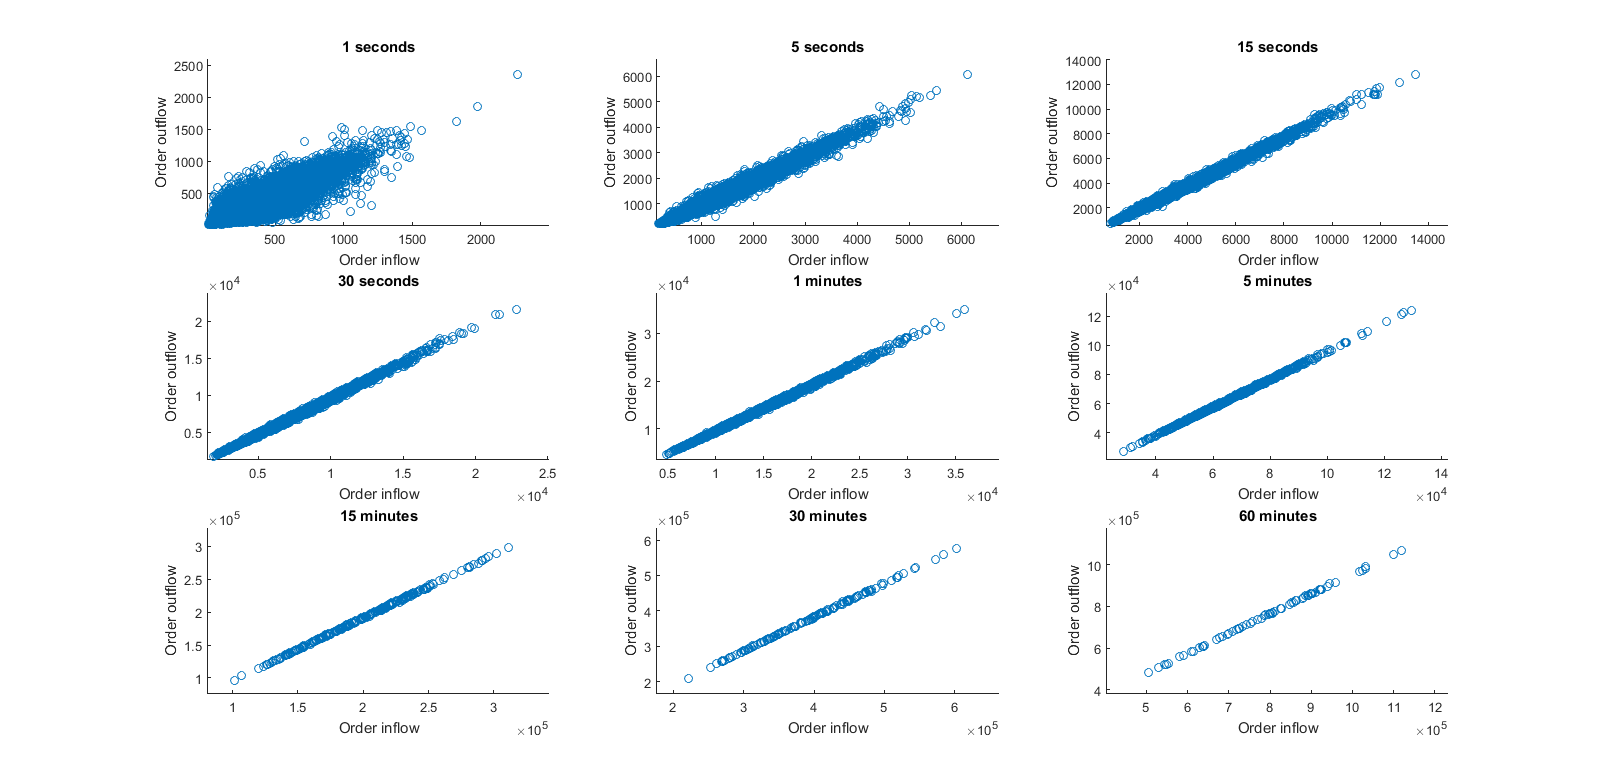 1 seconds
2500
2000
1500
1000
500
Order outflow
500 1000 1500 2000
Order inflow
5 seconds
6000
5000
4000
3000
2000
1000
Order outflow
1000 2000 3000 4000 5000 6000
Order inflow
15 seconds
14000
12000
10000
8000
6000
4000
2000
Order outflow
2000 4000 6000 8000 10000 12000 14000
Order inflow
30 seconds
×10^4
2
1.5
1
0.5
Order outflow
0.5 1 1.5 2 2.5
Order inflow
×10^4
1 minutes
×10^4
3
2
1
Order outflow
0.5 1 1.5 2 2.5 3 3.5
Order inflow
×10^4
5 minutes
×10^4
12
10
8
6
4
Order outflow
4 6 8 10 12 14
Order inflow
×10^4
15 minutes
×10^5
3
2.5
2
1.5
1
Order outflow
1 1.5 2 2.5 3
Order inflow
×10^5
30 minutes
×10^5
6
5
4
3
2
Order outflow
2 3 4 5 6
Order inflow
×10^5
60 minutes
×10^5
10
8
6
4
Order outflow
5 6 7 8 9 10 11 12
Order inflow
×10^5